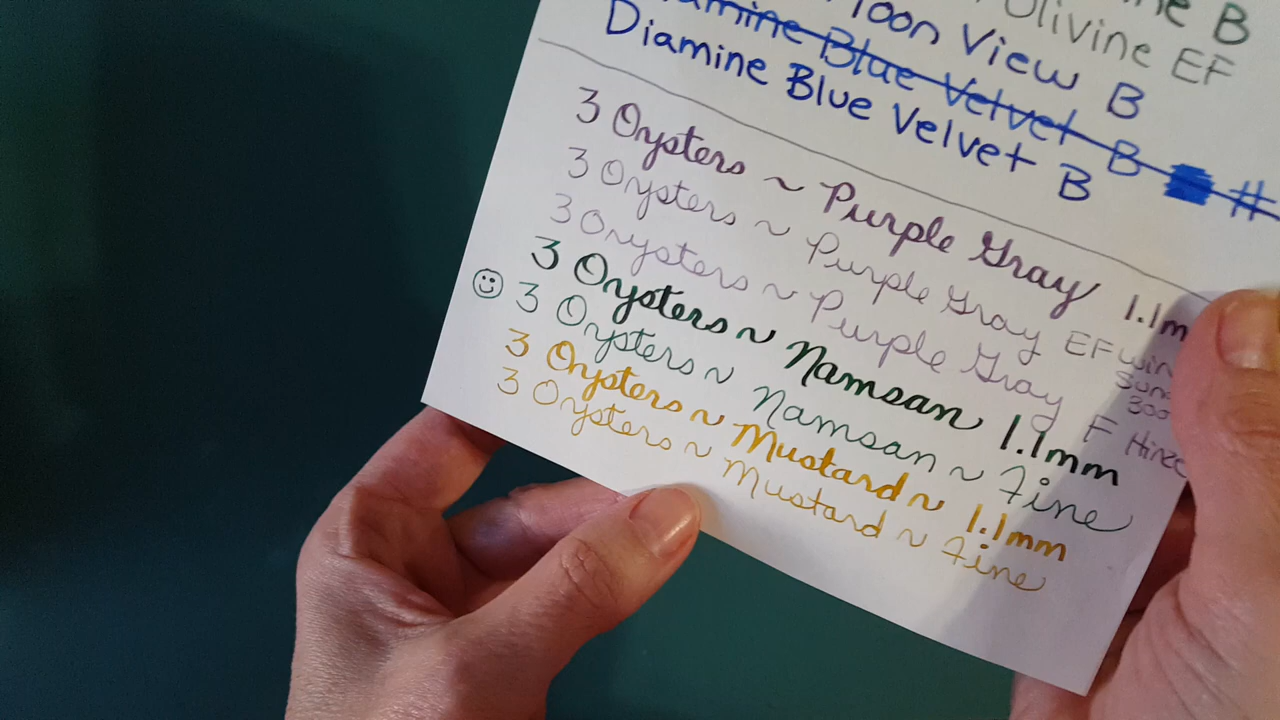 B
Olivine EF
Moon View B
Diamine Blue Velvet B #
Diamine Blue Velvet B
3 Oysters ~ Purple Gray 1.1m
3 Oysters ~ Purple Gray EF
3 Oysters ~ Purple Gray F
3 Oysters ~ Namsan 1.1mm
3 Oysters ~ Namsan ~ Fine
3 Oysters ~ Mustard ~ 1.1mm
3 Oysters ~ Mustard ~ Fine